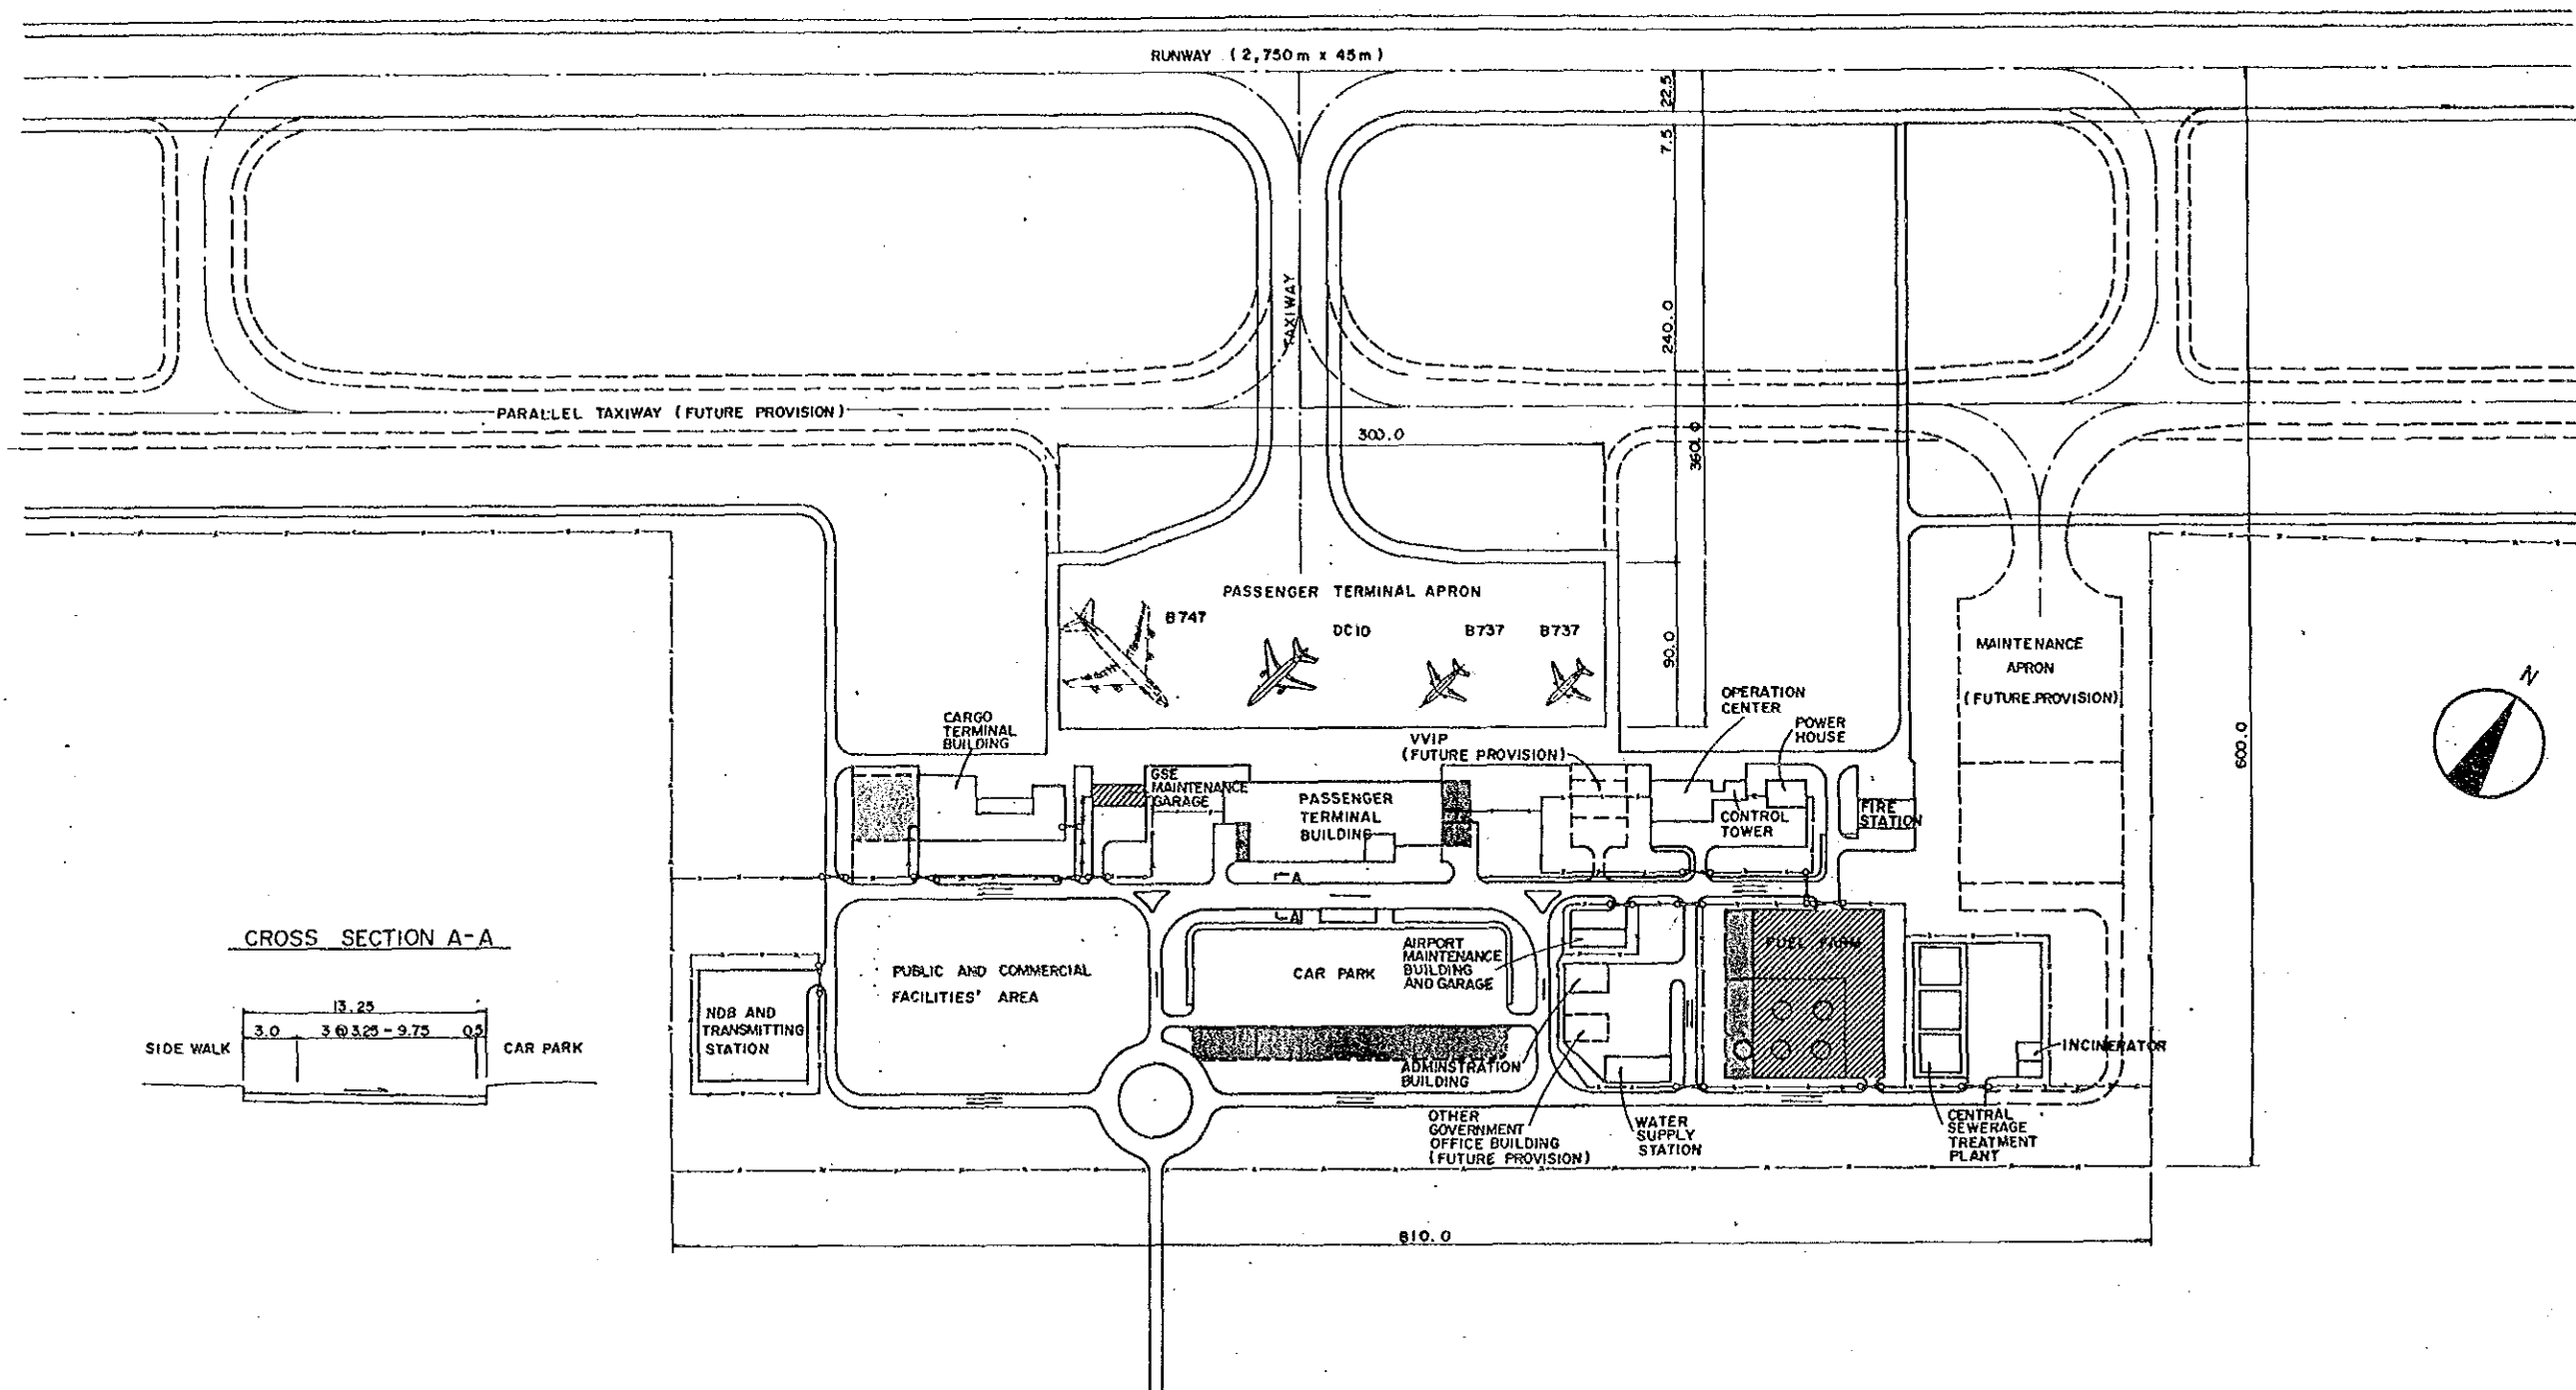 RUNWAY (2,750m x 45m)
22.5
7.5
TAXIWAY
240.0
PARALLEL TAXIWAY (FUTURE PROVISION)
300.0
360.0
PASSENGER TERMINAL APRON
B747
DC10
B737
B737
90.0
MAINTENANCE
APRON
(FUTURE PROVISION)
N
OPERATION
CENTER
POWER
HOUSE
CARGO
TERMINAL
BUILDING
VVIP
(FUTURE PROVISION)
600.0
GSE
MAINTENANCE
GARAGE
PASSENGER
TERMINAL
BUILDING
CONTROL
TOWER
FIRE
STATION
A
A
CROSS SECTION A-A
13.25
3.0
3@3.25-9.75
0.5
SIDE WALK
CAR PARK
NDB AND
TRANSMITTING
STATION
PUBLIC AND COMMERCIAL
FACILITIES' AREA
CAR PARK
AIRPORT
MAINTENANCE
BUILDING
AND GARAGE
FUEL FARM
ADMINSTRATION
BUILDING
INCINERATOR
OTHER
GOVERNMENT
OFFICE BUILDING
(FUTURE PROVISION)
WATER
SUPPLY
STATION
CENTRAL
SEWERAGE
TREATMENT
PLANT
810.0